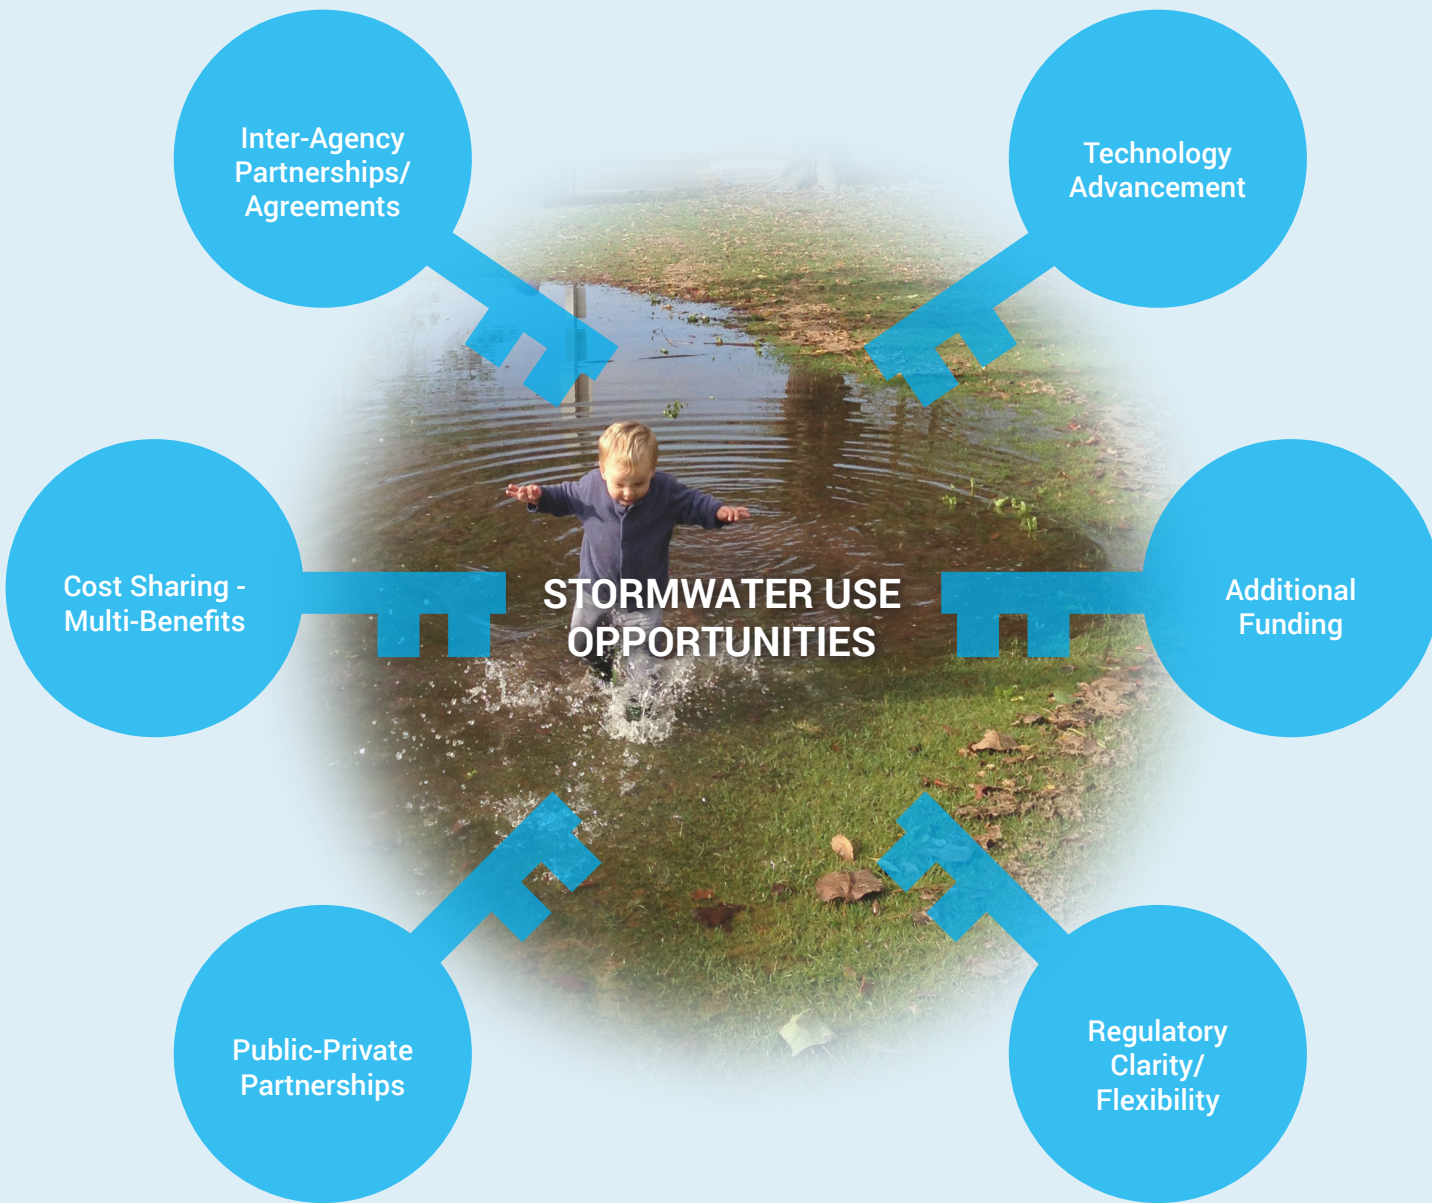 Inter-Agency
Partnerships/
Agreements
Technology
Advancement
Cost Sharing -
Multi-Benefits
STORMWATER USE
OPPORTUNITIES
Additional
Funding
Public-Private
Partnerships
Regulatory
Clarity/
Flexibility